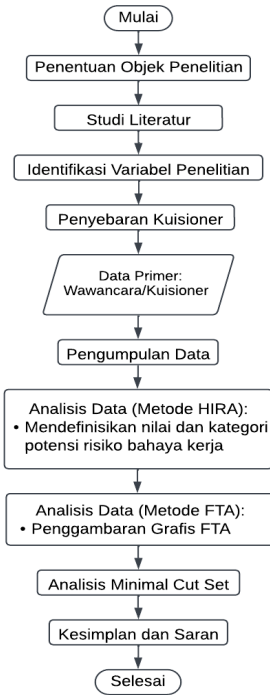 Mulai
Penentuan Objek Penelitian
Studi Literatur
Identifikasi Variabel Penelitian
Penyebaran Kuisioner
Data Primer:
Wawancara/Kuisioner
Pengumpulan Data
Analisis Data (Metode HIRA):
• Mendefinisikan nilai dan kategori
potensi risiko bahaya kerja
Analisis Data (Metode FTA):
• Penggambaran Grafis FTA
Analisis Minimal Cut Set
Kesimplan dan Saran
Selesai